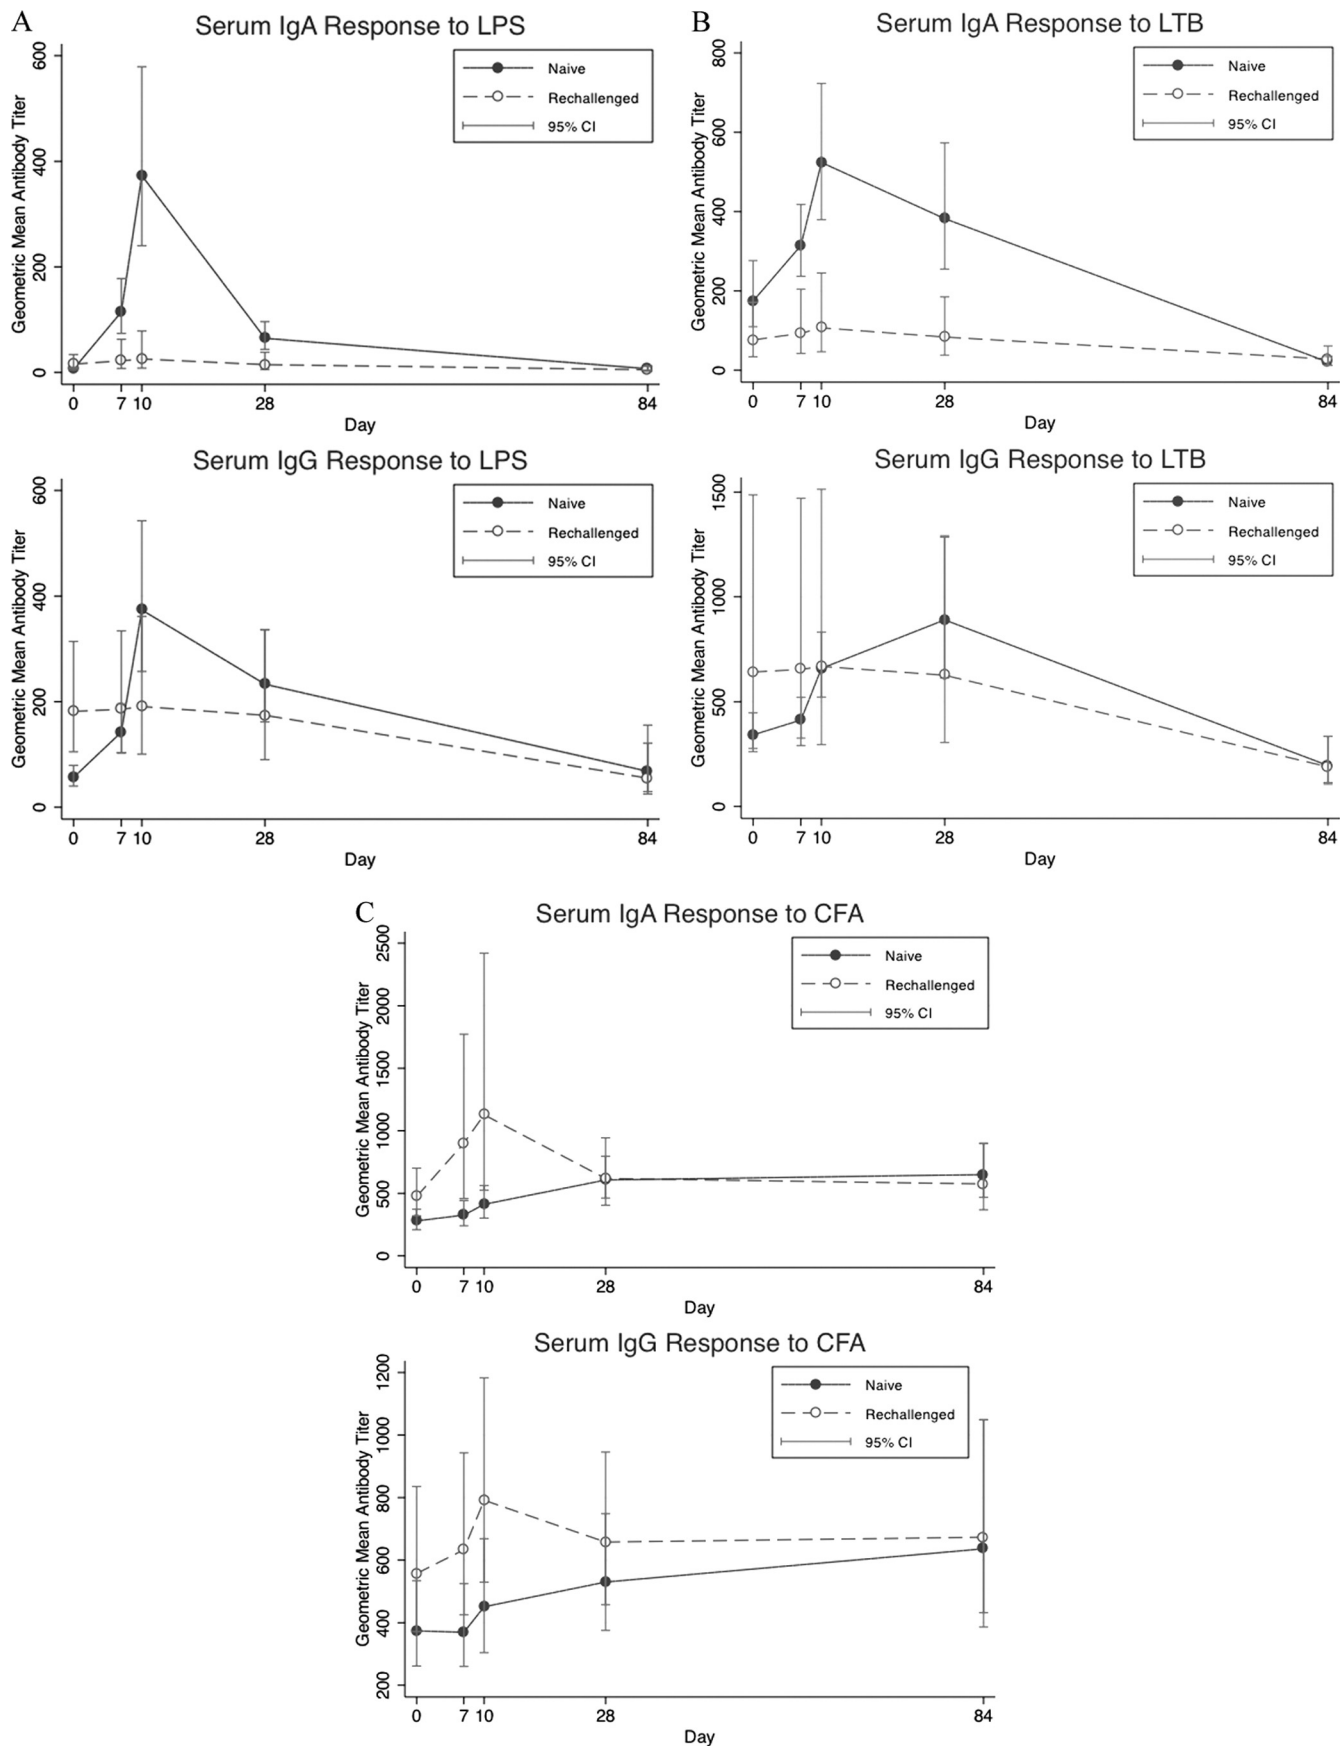 A
Serum IgA Response to LPS
Geometric Mean Antibody Titer
600
400
200
0
Naive
Rechallenged
95% CI
0 7 10 28 84
Day
B
Serum IgA Response to LTB
Geometric Mean Antibody Titer
800
600
400
200
0
Naive
Rechallenged
95% CI
0 7 10 28 84
Day
Serum IgG Response to LPS
Geometric Mean Antibody Titer
600
400
200
0
Naive
Rechallenged
95% CI
0 7 10 28 84
Day
Serum IgG Response to LTB
Geometric Mean Antibody Titer
1500
1000
500
0
Naive
Rechallenged
95% CI
0 7 10 28 84
Day
C
Serum IgA Response to CFA
Geometric Mean Antibody Titer
2500
2000
1500
1000
500
0
Naive
Rechallenged
95% CI
0 7 10 28 84
Day
Serum IgG Response to CFA
Geometric Mean Antibody Titer
1200
1000
800
600
400
200
Naive
Rechallenged
95% CI
0 7 10 28 84
Day